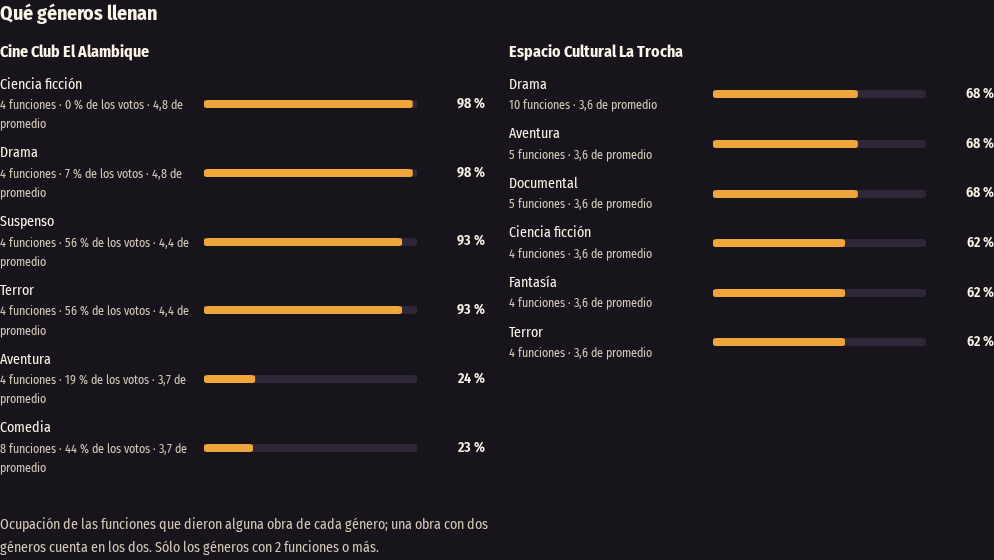 Qué géneros llenan
Cine Club El Alambique
Ciencia ficción
4 funciones · 0 % de los votos · 4,8 de
promedio
98 %
Drama
4 funciones · 7 % de los votos · 4,8 de
promedio
98 %
Suspenso
4 funciones · 56 % de los votos · 4,4 de
promedio
93 %
Terror
4 funciones · 56 % de los votos · 4,4 de
promedio
93 %
Aventura
4 funciones · 19 % de los votos · 3,7 de
promedio
24 %
Comedia
8 funciones · 44 % de los votos · 3,7 de
promedio
23 %
Espacio Cultural La Trocha
Drama
10 funciones · 3,6 de promedio
68 %
Aventura
5 funciones · 3,6 de promedio
68 %
Documental
5 funciones · 3,6 de promedio
68 %
Ciencia ficción
4 funciones · 3,6 de promedio
62 %
Fantasía
4 funciones · 3,6 de promedio
62 %
Terror
4 funciones · 3,6 de promedio
62 %
Ocupación de las funciones que dieron alguna obra de cada género; una obra con dos
géneros cuenta en los dos. Sólo los géneros con 2 funciones o más.